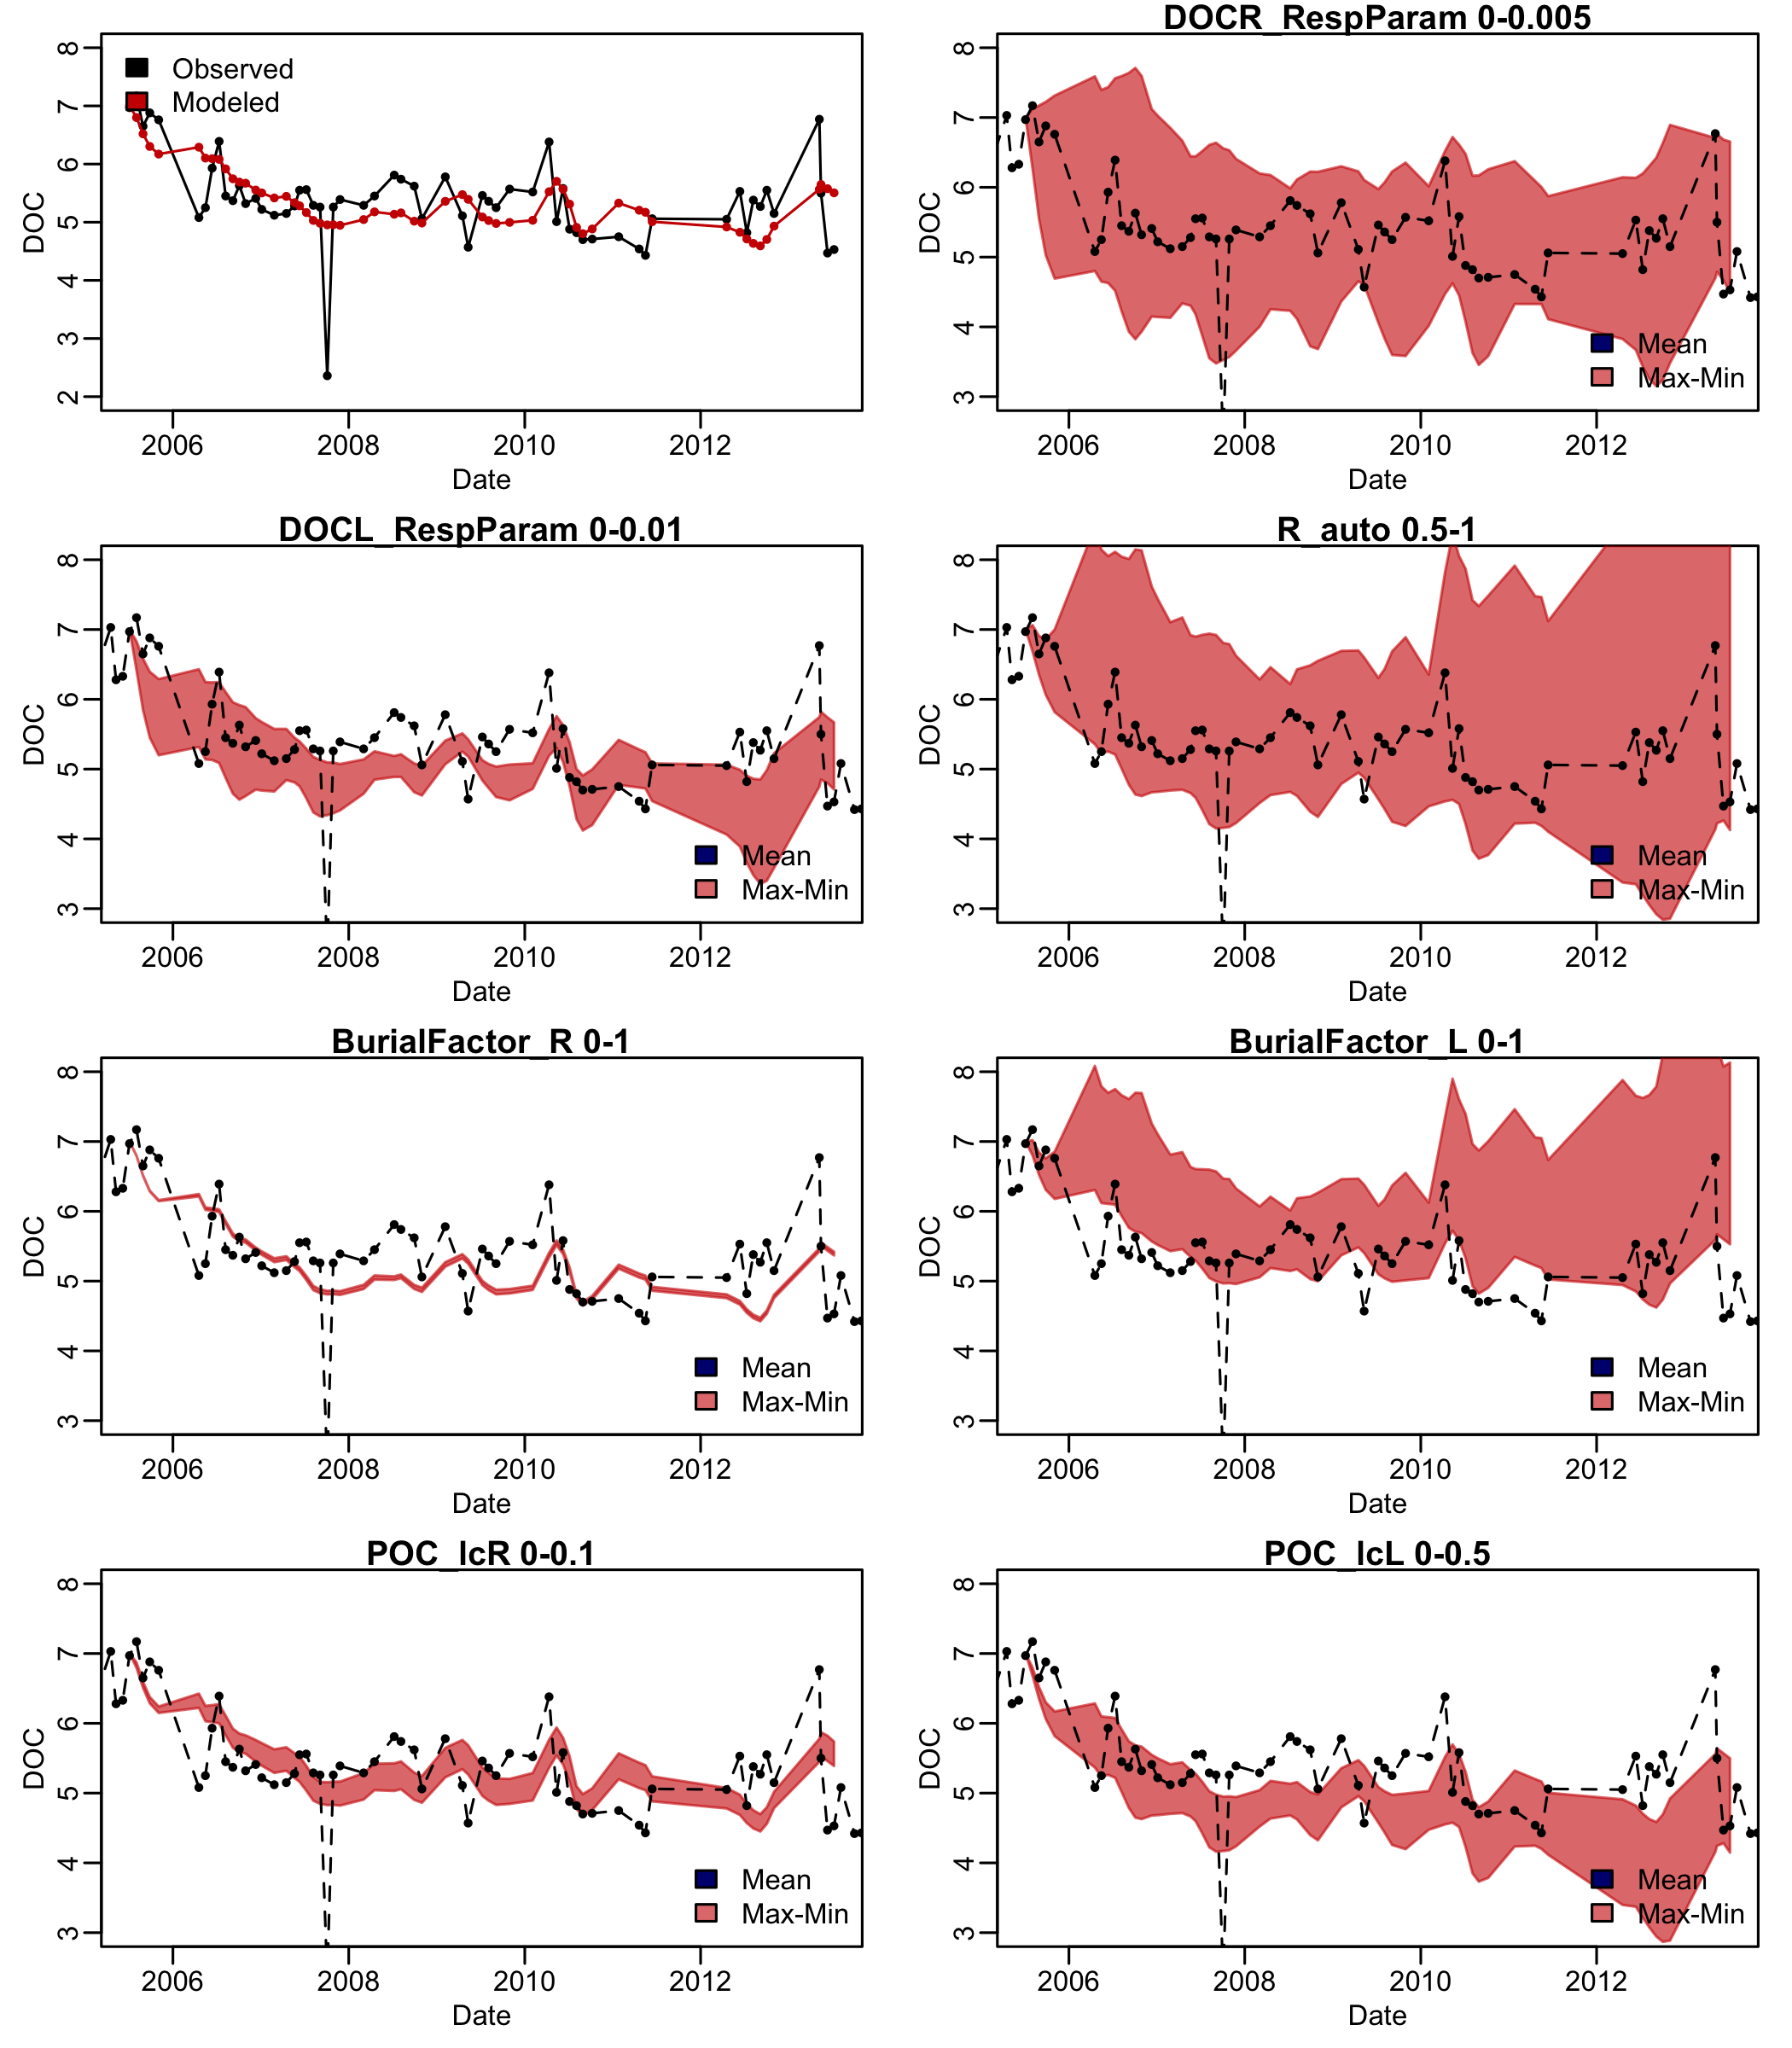 8
7
6
5
4
3
2
DOC
Observed
Modeled
2006 2008 2010 2012
Date
DOCR_RespParam 0-0.005
8
7
6
5
4
3
DOC
Mean
Max-Min
2006 2008 2010 2012
Date
DOCL_RespParam 0-0.01
8
7
6
5
4
3
DOC
Mean
Max-Min
2006 2008 2010 2012
Date
R_auto 0.5-1
8
7
6
5
4
3
DOC
Mean
Max-Min
2006 2008 2010 2012
Date
BurialFactor_R 0-1
8
7
6
5
4
3
DOC
Mean
Max-Min
2006 2008 2010 2012
Date
BurialFactor_L 0-1
8
7
6
5
4
3
DOC
Mean
Max-Min
2006 2008 2010 2012
Date
POC_lcR 0-0.1
8
7
6
5
4
3
DOC
Mean
Max-Min
2006 2008 2010 2012
Date
POC_lcL 0-0.5
8
7
6
5
4
3
DOC
Mean
Max-Min
2006 2008 2010 2012
Date